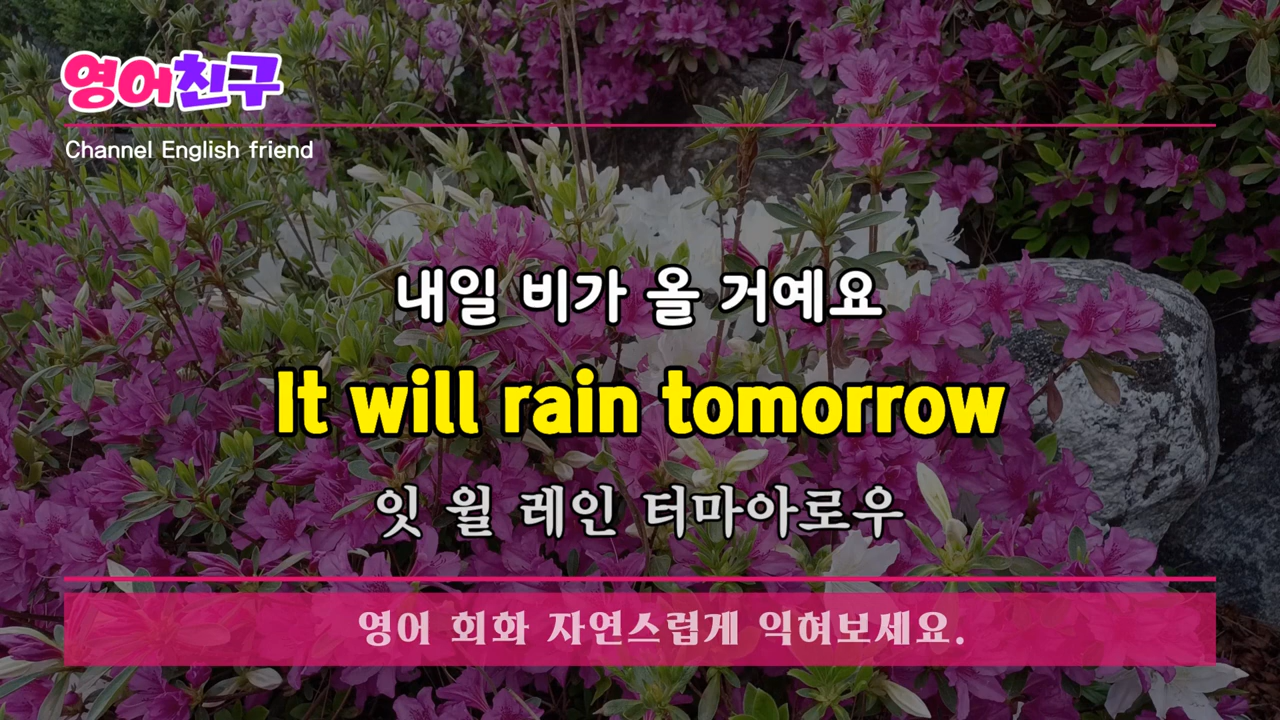 영어친구
Channel English friend
내일 비가 올 거예요
It will rain tomorrow
잇 윌 레인 터마아로우
영어 회화 자연스럽게 익혀보세요.